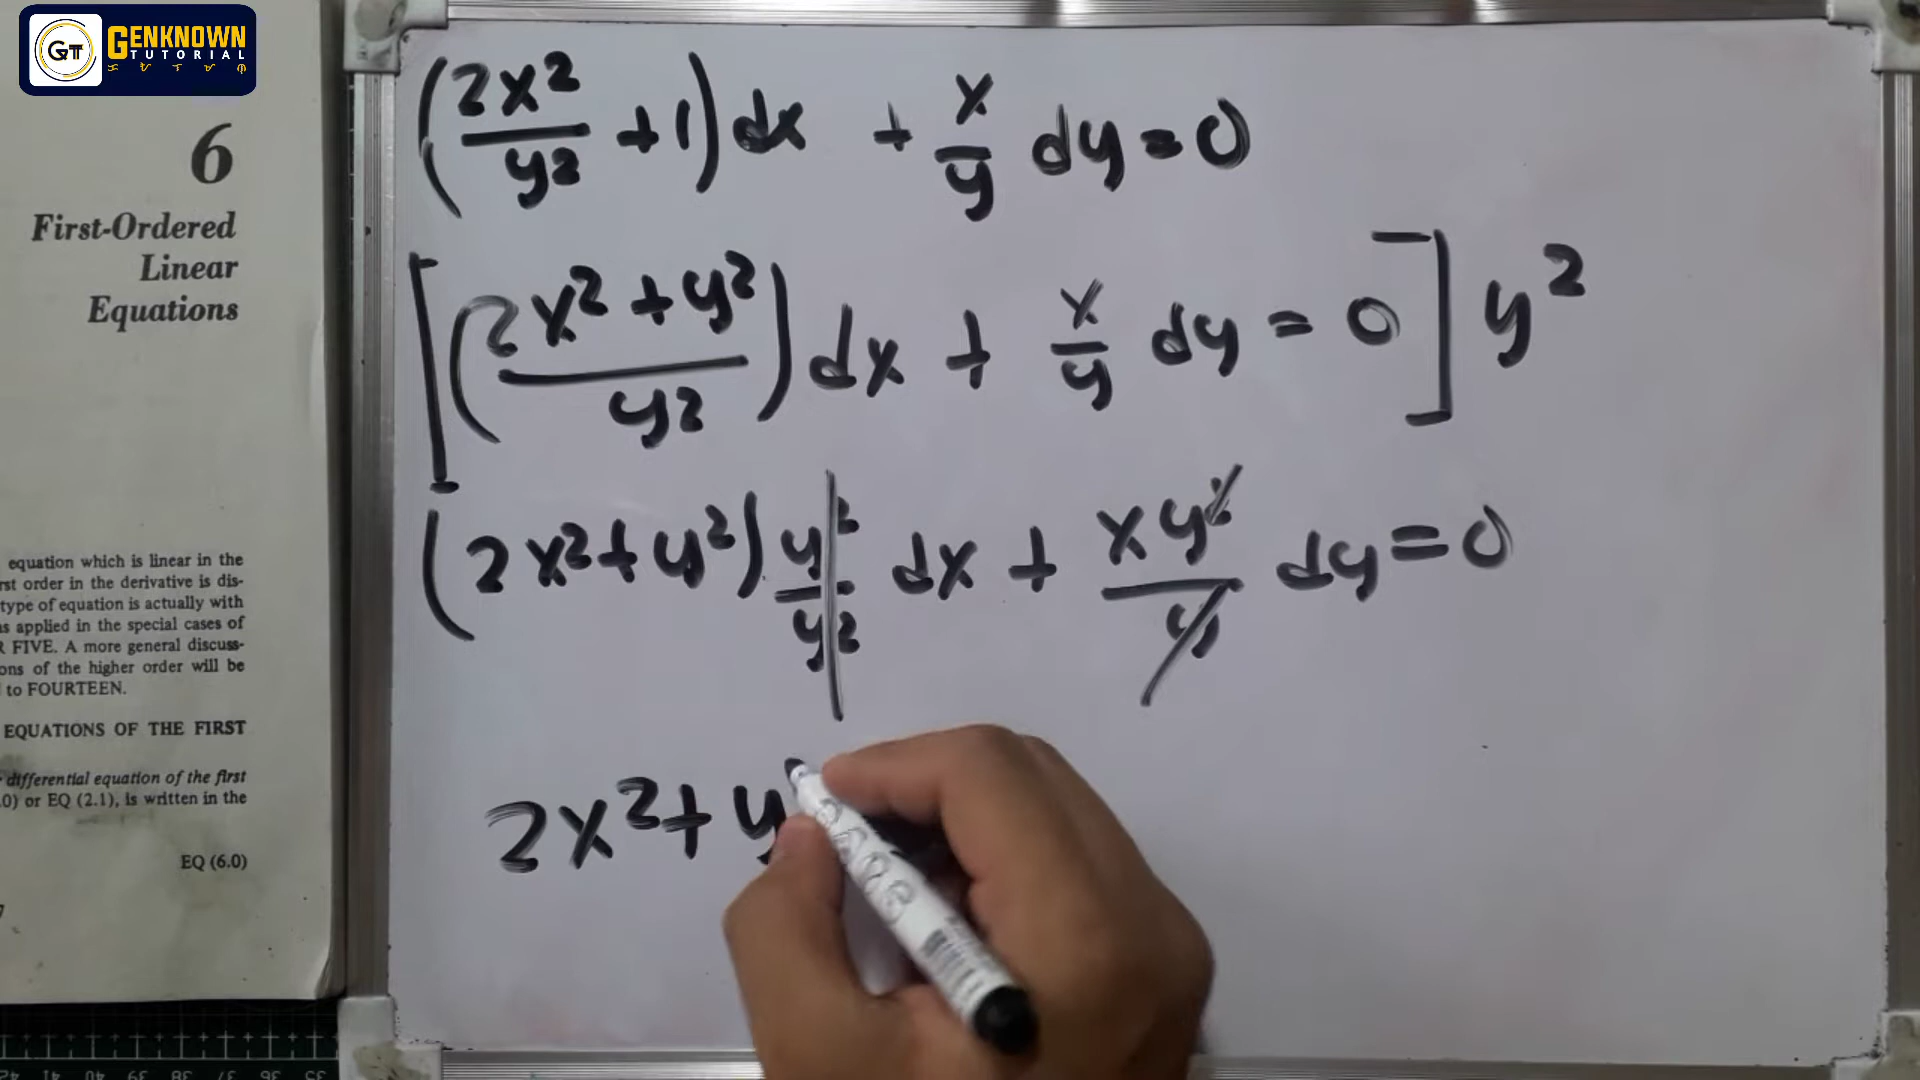 GT
GENKNOWN
TUTORIAL
6
First-Ordered
Linear
Equations
equation which is linear in the
rst order in the derivative is dis-
type of equation is actually with
s applied in the special cases of
R FIVE. A more general discuss-
ons of the higher order will be
to FOURTEEN.
EQUATIONS OF THE FIRST
differential equation of the first
.0) or EQ (2.1), is written in the
EQ (6.0)
(2x²/y² + 1) dx + x/y dy = 0
[((2x² + y²)/y²) dx + x/y dy = 0] y²
(2x² + y²) y²/y² dx + xy²/y dy = 0
2x² + y